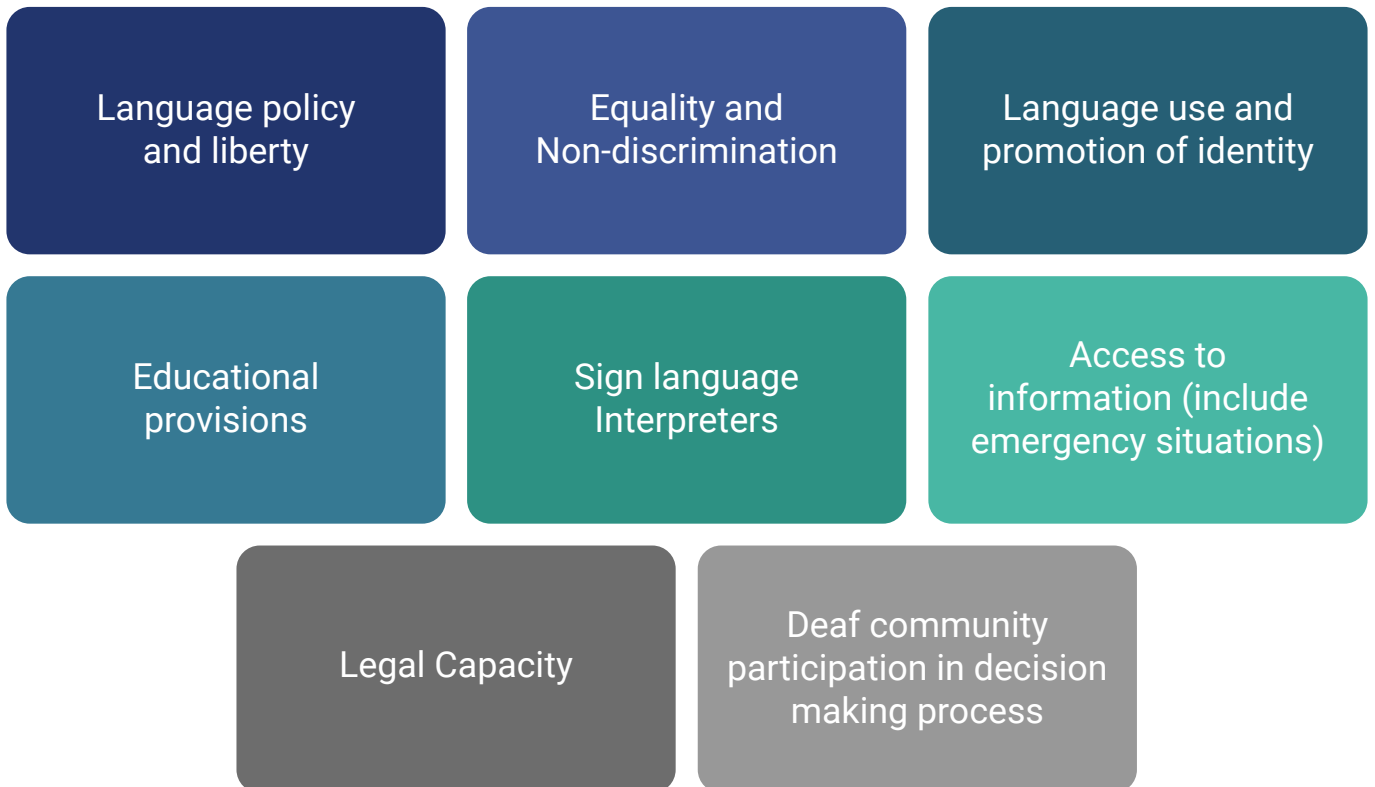 Language policy
and liberty
Equality and
Non-discrimination
Language use and
promotion of identity
Educational
provisions
Sign language
Interpreters
Access to
information (include
emergency situations)
Legal Capacity
Deaf community
participation in decision
making process